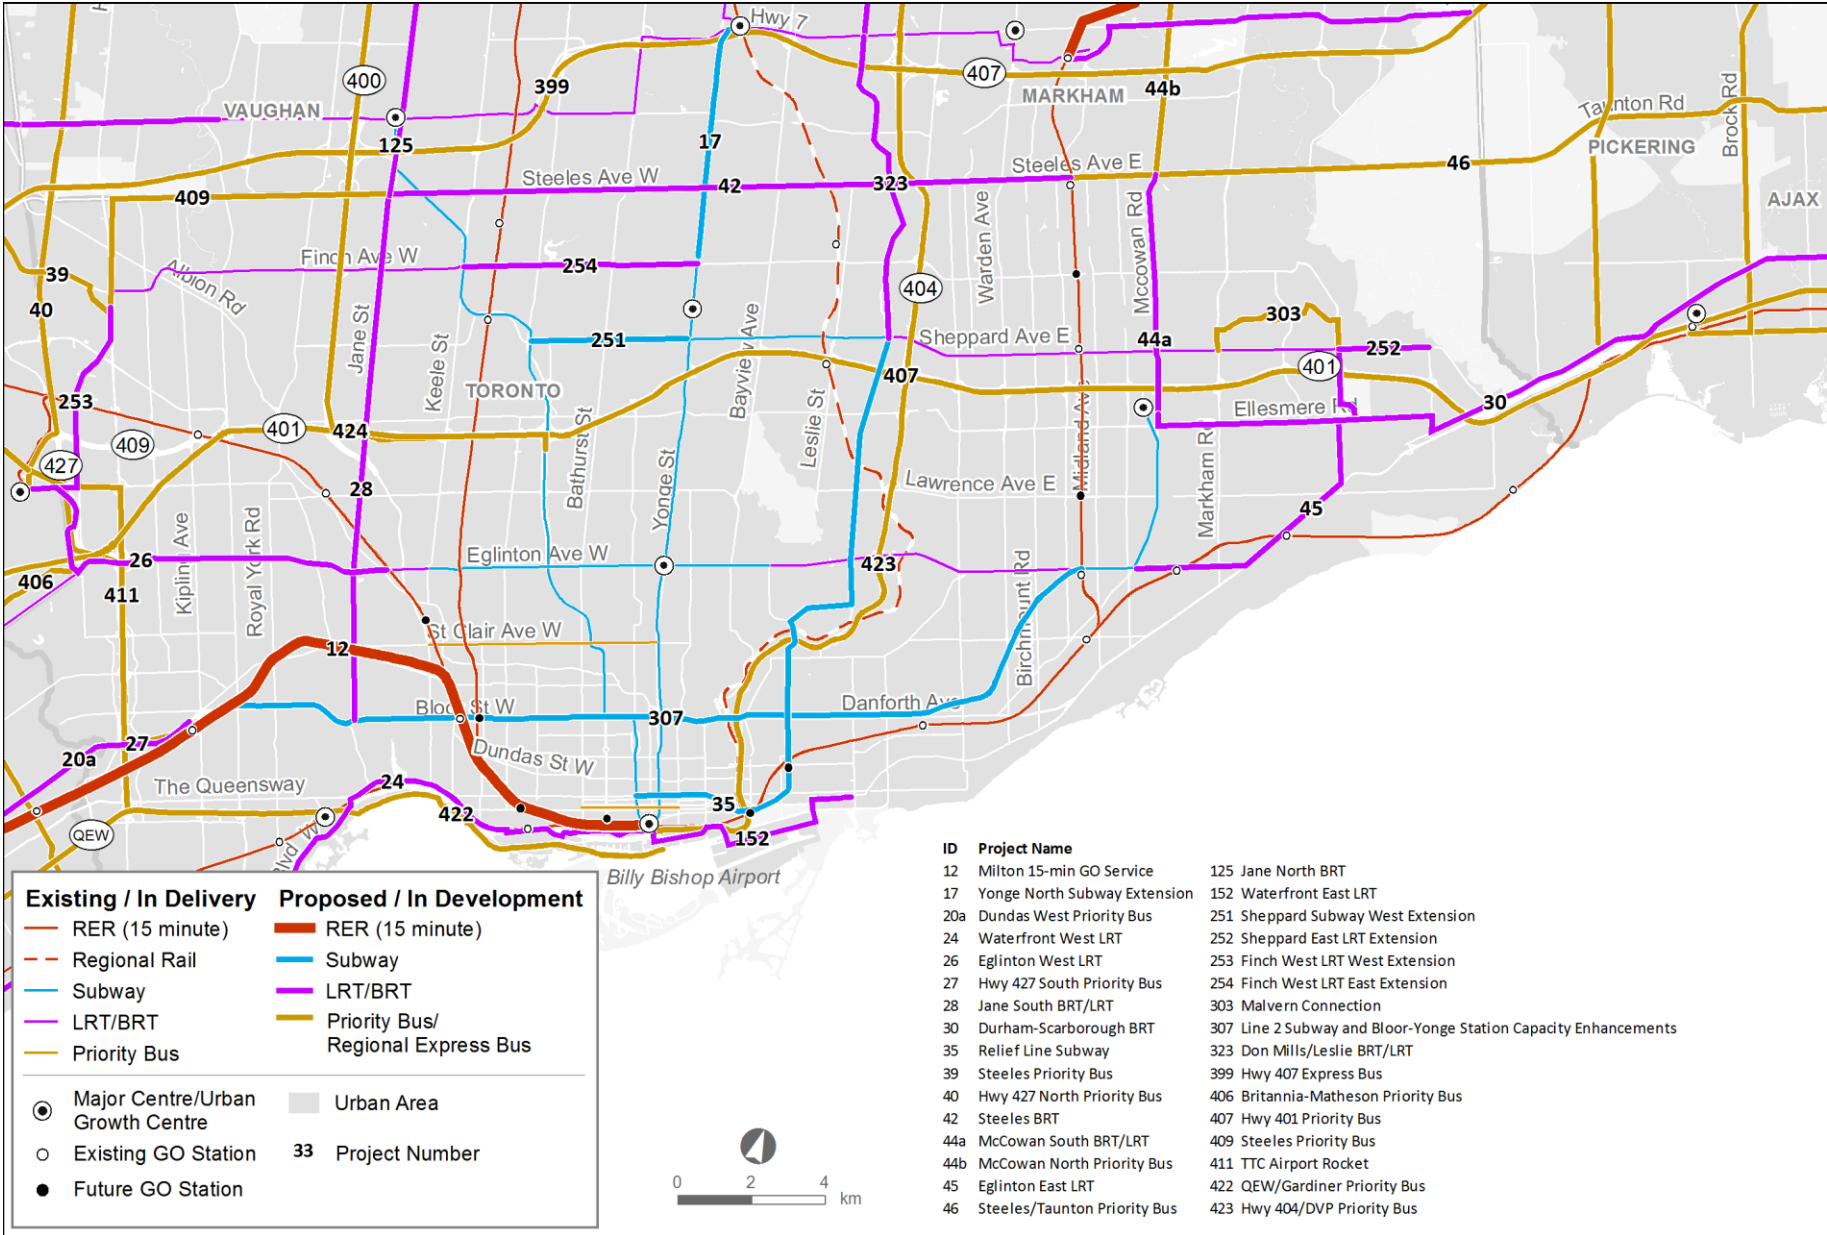 Hwy 7
400
407
399
44b
VAUGHAN
MARKHAM
Taunton Rd
Brock Rd
125
17
PICKERING
Steeles Ave E
46
409
Steeles Ave W
42
323
AJAX
Warden Ave
Mccowan Rd
39
Finch Ave W
254
Albion Rd
404
40
303
Jane St
Keele St
251
Bayview Ave
Sheppard Ave E
44a
252
401
TORONTO
407
253
Leslie St
Midland Ave
Ellesmere Rd
30
401
424
409
Bathurst St
Markham Rd
427
Yonge St
Lawrence Ave E
28
45
Kipling Ave
Royal York Rd
26
Eglinton Ave W
423
406
411
Birchmount Rd
St Clair Ave W
12
Bloor St W
307
Danforth Ave
27
20a
Dundas St W
The Queensway
24
422
35
QEW
152
Blvd W
Billy Bishop Airport
Existing / In Delivery
RER (15 minute)
Regional Rail
Subway
LRT/BRT
Priority Bus
Proposed / In Development
RER (15 minute)
Subway
LRT/BRT
Priority Bus/
Regional Express Bus
Major Centre/Urban
Growth Centre
Existing GO Station
Future GO Station
Urban Area
33 Project Number
0 2 4
km
ID Project Name
12 Milton 15-min GO Service
17 Yonge North Subway Extension
20a Dundas West Priority Bus
24 Waterfront West LRT
26 Eglinton West LRT
27 Hwy 427 South Priority Bus
28 Jane South BRT/LRT
30 Durham-Scarborough BRT
35 Relief Line Subway
39 Steeles Priority Bus
40 Hwy 427 North Priority Bus
42 Steeles BRT
44a McCowan South BRT/LRT
44b McCowan North Priority Bus
45 Eglinton East LRT
46 Steeles/Taunton Priority Bus
125 Jane North BRT
152 Waterfront East LRT
251 Sheppard Subway West Extension
252 Sheppard East LRT Extension
253 Finch West LRT West Extension
254 Finch West LRT East Extension
303 Malvern Connection
307 Line 2 Subway and Bloor-Yonge Station Capacity Enhancements
323 Don Mills/Leslie BRT/LRT
399 Hwy 407 Express Bus
406 Britannia-Matheson Priority Bus
407 Hwy 401 Priority Bus
409 Steeles Priority Bus
411 TTC Airport Rocket
422 QEW/Gardiner Priority Bus
423 Hwy 404/DVP Priority Bus